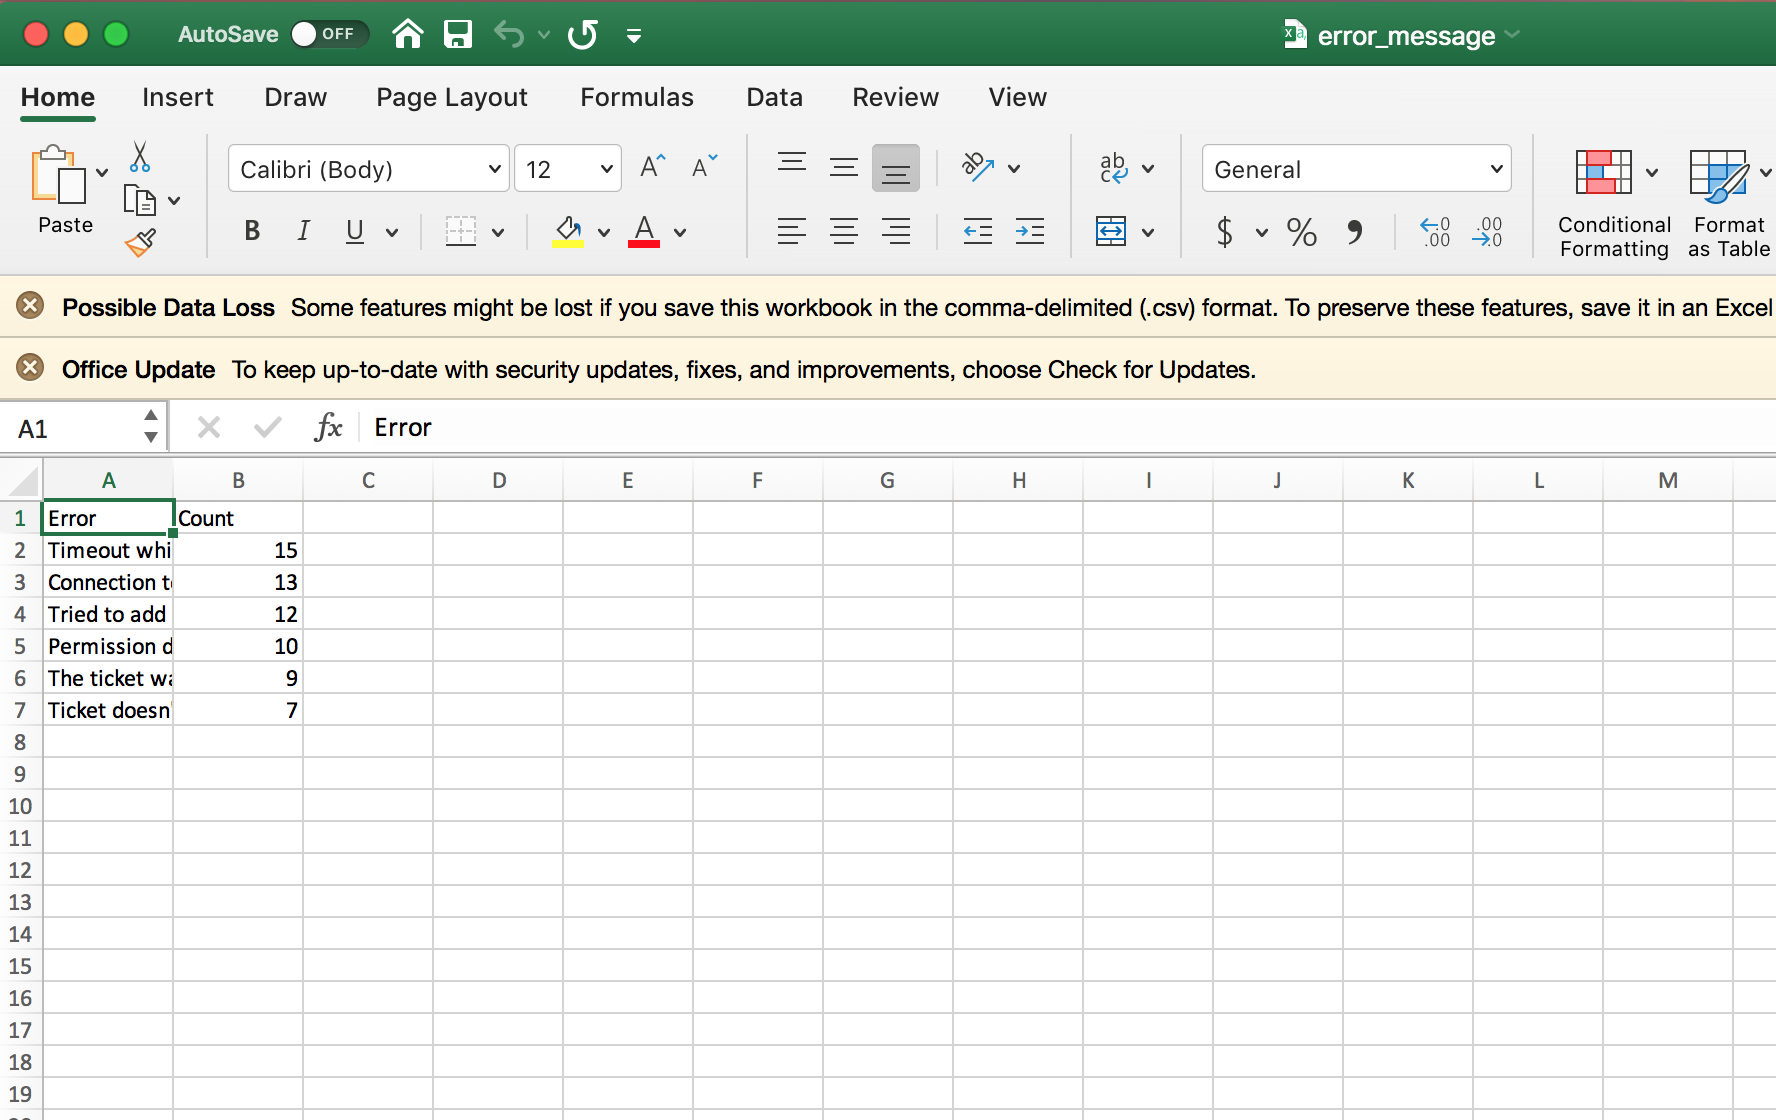 AutoSave OFF error_message
Home Insert Draw Page Layout Formulas Data Review View
Paste
Calibri (Body) 12
B I U A
General
$ % , .00 .00
Conditional Formatting
Format as Table
Possible Data Loss Some features might be lost if you save this workbook in the comma-delimited (.csv) format. To preserve these features, save it in an Excel
Office Update To keep up-to-date with security updates, fixes, and improvements, choose Check for Updates.
A1 fx Error
A B C D E F G H I J K L M
1 Error Count
2 Timeout whi 15
3 Connection t 13
4 Tried to add 12
5 Permission d 10
6 The ticket wa 9
7 Ticket doesn' 7
8
9
10
11
12
13
14
15
16
17
18
19